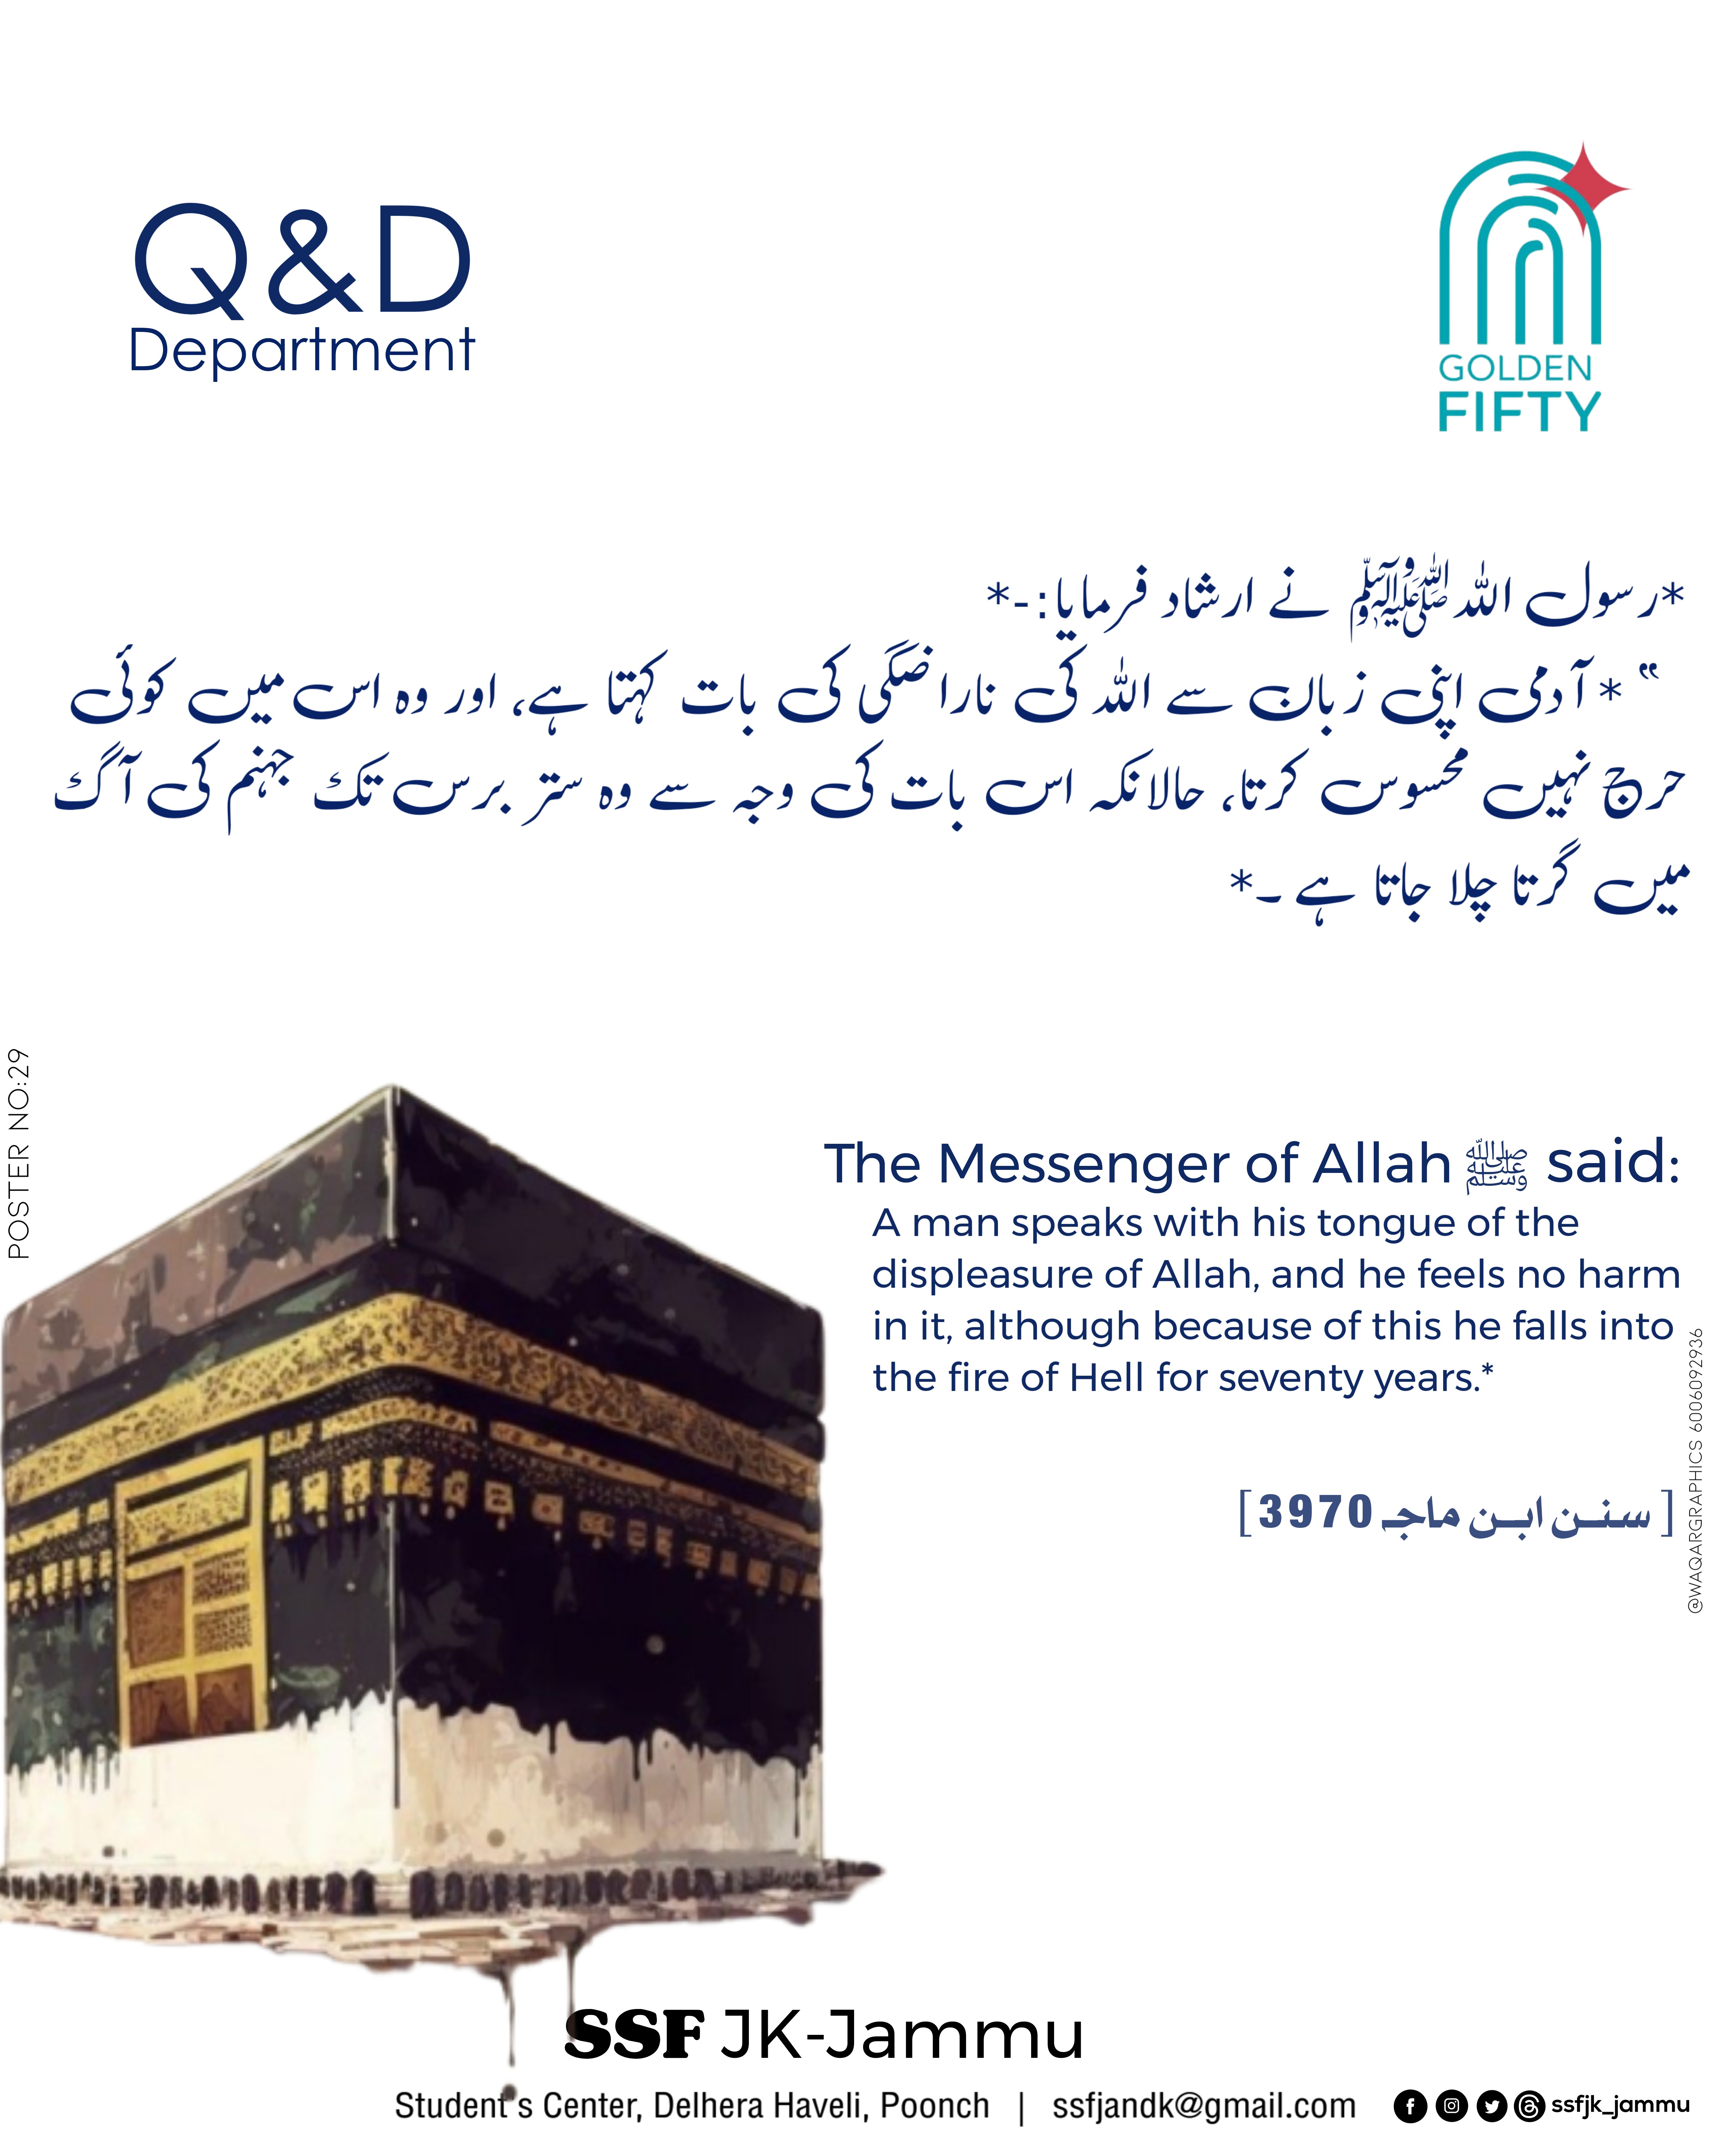 Q&D
Department
GOLDEN
FIFTY
*رسول اللہ ﷺ نے ارشاد فرمایا:-*
‟ *آدمی اپنی زبان سے اللہ کی ناراضگی کی بات کہتا ہے، اور وہ اس میں کوئی
حرج نہیں محسوس کرتا، حالانکہ اس بات کی وجہ سے وہ ستر برس تک جہنم کی آگ
میں گرتا چلا جاتا ہے ۔*
POSTER NO:29
The Messenger of Allah ﷺ said:
A man speaks with his tongue of the
displeasure of Allah, and he feels no harm
in it, although because of this he falls into
the fire of Hell for seventy years.*
[سنن ابن ماجہ 3970]
@WAQARGRAPHICS 6006092936
SSF JK-Jammu
Student's Center, Delhera Haveli, Poonch | ssfjandk@gmail.com ssfjk_jammu